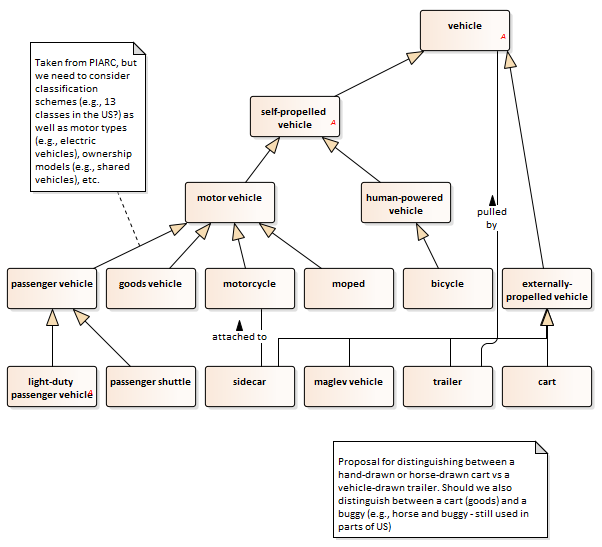 vehicle
A
Taken from PIARC, but
we need to consider
classification
schemes (e.g., 13
classes in the US?) as
well as motor types
(e.g., electric
vehicles), ownership
models (e.g., shared
vehicles), etc.
self-propelled
vehicle
A
motor vehicle
human-powered
vehicle
pulled
by
passenger vehicle
goods vehicle
motorcycle
moped
bicycle
externally-
propelled vehicle
attached to
light-duty
passenger vehicle
A
passenger shuttle
sidecar
maglev vehicle
trailer
cart
Proposal for distinguishing between a
hand-drawn or horse-drawn cart vs a
vehicle-drawn trailer. Should we also
distinguish between a cart (goods) and a
buggy (e.g., horse and buggy - still used in
parts of US)